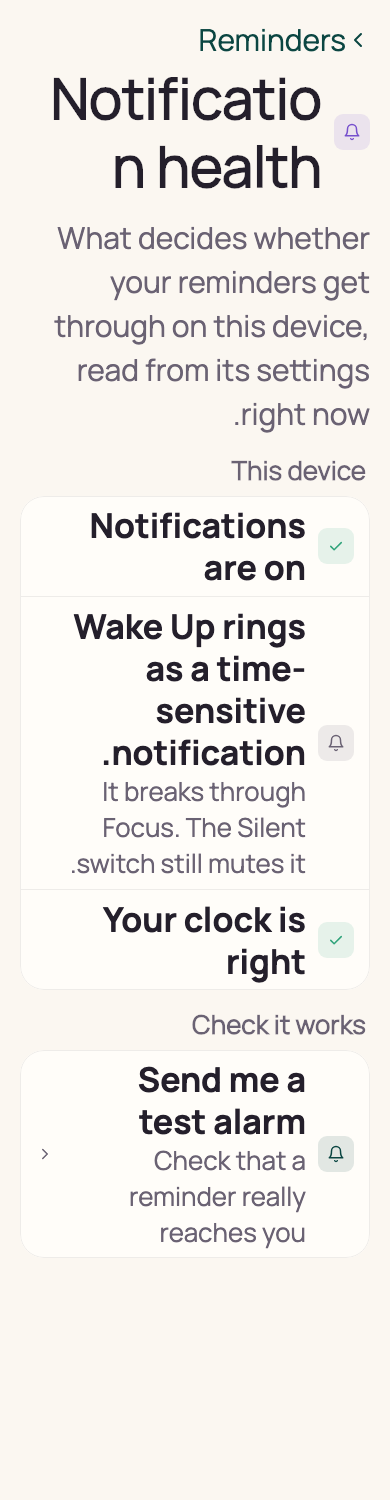 Reminders
Notificatio
n health
What decides whether
your reminders get
through on this device,
read from its settings
.right now
This device
Notifications
are on
Wake Up rings
as a time-
sensitive
.notification
It breaks through
Focus. The Silent
.switch still mutes it
Your clock is
right
Check it works
Send me a
test alarm
Check that a
reminder really
reaches you